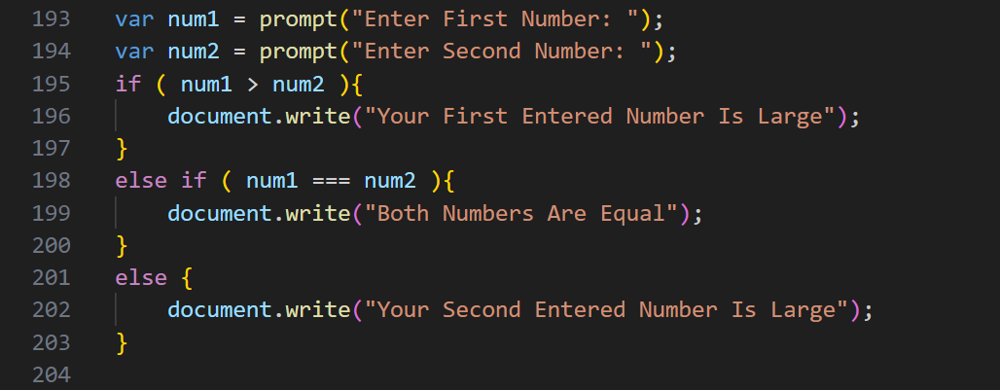 193 var num1 = prompt("Enter First Number: ");
194 var num2 = prompt("Enter Second Number: ");
195 if ( num1 > num2 ){
196     document.write("Your First Entered Number Is Large");
197 }
198 else if ( num1 === num2 ){
199     document.write("Both Numbers Are Equal");
200 }
201 else {
202     document.write("Your Second Entered Number Is Large");
203 }
204